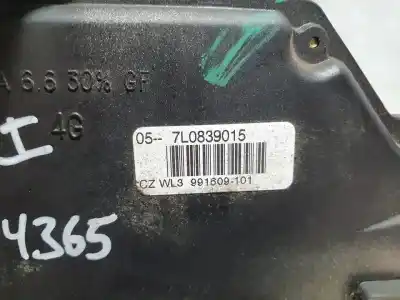 A 6.6 30% GF
I 4G
05-- 7L0839015
CZ WL3 991609-101
4365